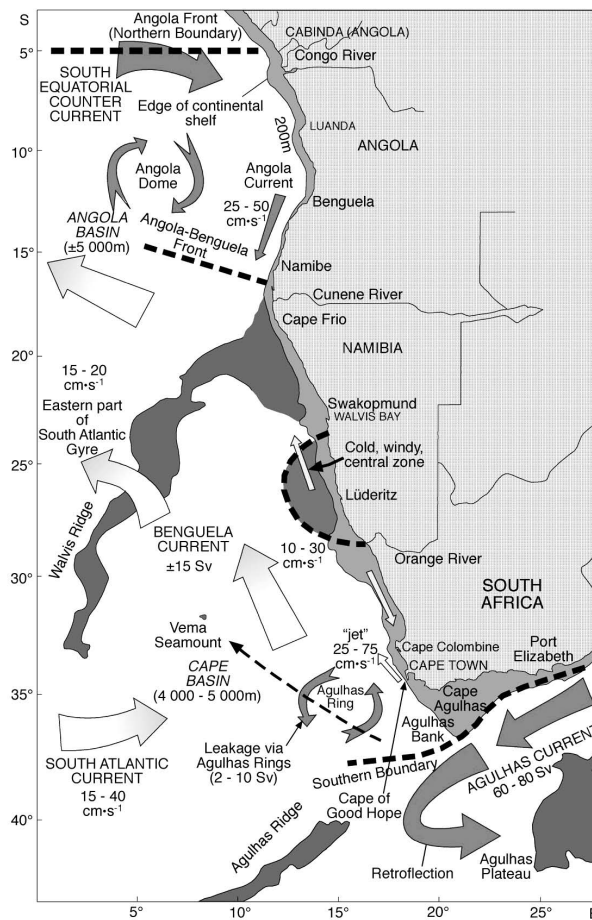 S
Angola Front
(Northern Boundary)
CABINDA (ANGOLA)
Congo River
5°
SOUTH
EQUATORIAL
COUNTER
CURRENT
Edge of continental
shelf
200m
LUANDA
ANGOLA
10°
Angola
Dome
Angola
Current
25 - 50
cm•s-1
Benguela
ANGOLA
BASIN
(±5 000m)
Angola-Benguela
Front
15°
Namibe
Cunene River
Cape Frio
NAMIBIA
20°
15 - 20
cm•s-1
Eastern part
of
South Atlantic
Gyre
Swakopmund
WALVIS BAY
Cold, windy,
central zone
25°
Lüderitz
Walvis Ridge
BENGUELA
CURRENT
±15 Sv
10 - 30
cm•s-1
Orange River
30°
SOUTH
AFRICA
Vema
Seamount
"jet"
25 - 75
cm•s-1
Cape Colombine
CAPE TOWN
Port
Elizabeth
CAPE
BASIN
(4 000 - 5 000m)
Agulhas
Ring
Cape
Agulhas
35°
Agulhas
Bank
Leakage via
Agulhas Rings
(2 - 10 Sv)
Southern Boundary
AGULHAS CURRENT
60 - 80 Sv
SOUTH ATLANTIC
CURRENT
15 - 40
cm•s-1
Cape of
Good Hope
40°
Agulhas Ridge
Retroflection
Agulhas
Plateau
5°
10°
15°
20°
25°
E